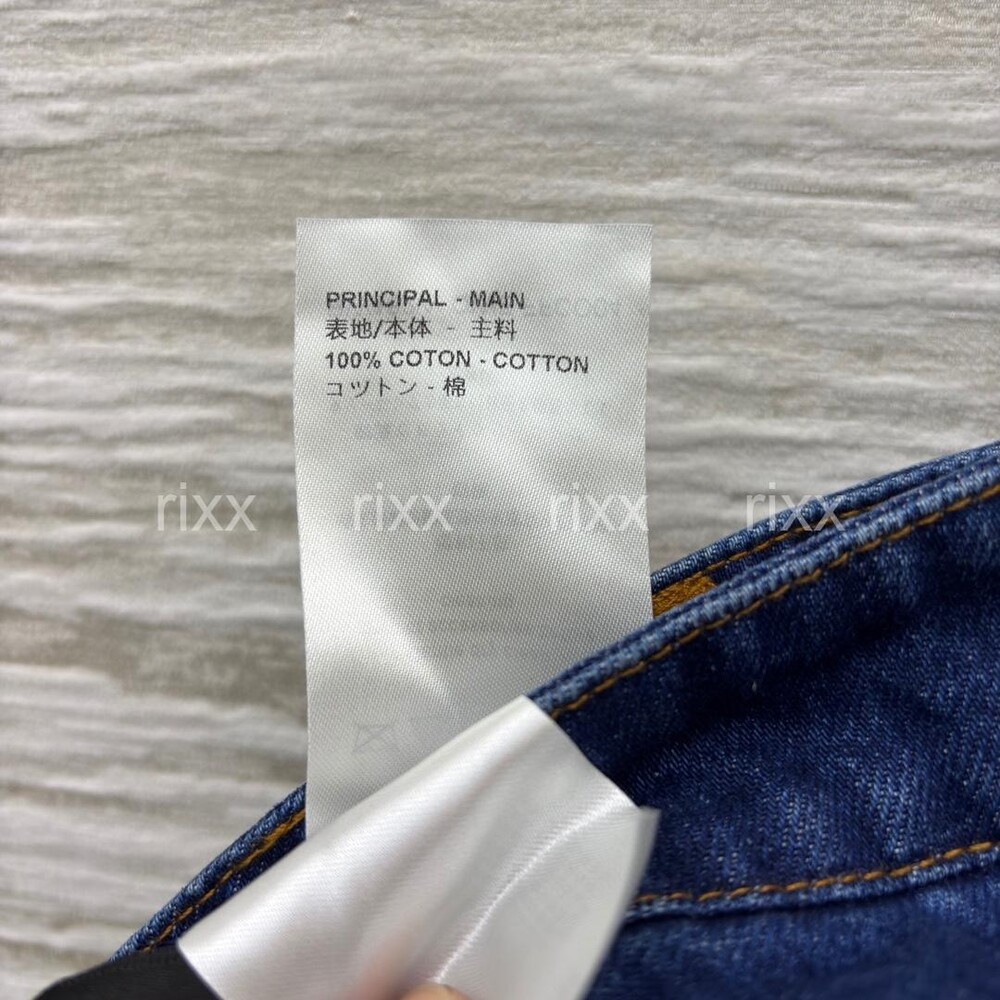 PRINCIPAL - MAIN
表地/本体 - 主料
100% COTON - COTTON
コツトン - 棉
rixx rixx rixx rixx